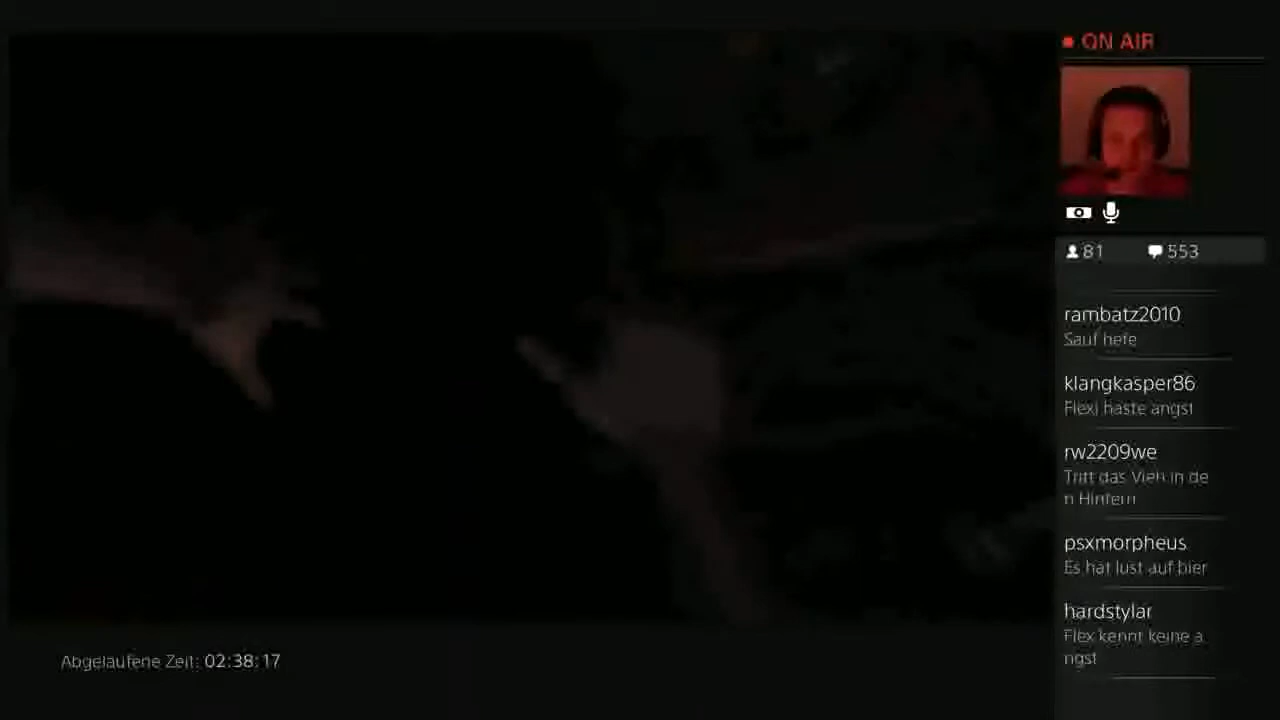 ON AIR
81 553
rambatz2010
Sauf hefe
klangkasper86
Flexi haste angst
rw2209we
Tritt das Vieh in de
n Hintern
psxmorpheus
Es hat lust auf bier
hardstylar
Flex kennt keine a
ngst
Abgelaufene Zeit: 02:38:17